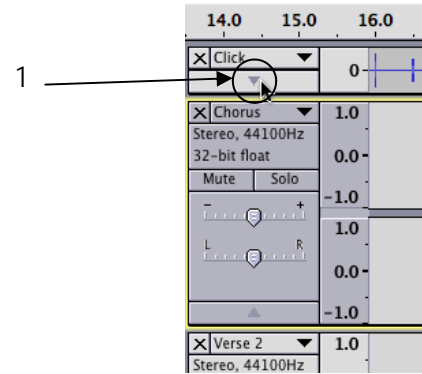 14.0 15.0 16.0
X Click
1
0
X Chorus 1.0
Stereo, 44100Hz
32-bit float 0.0
Mute Solo
-1.0
- +
1.0
L R
0.0
-1.0
X Verse 2 1.0
Stereo, 44100Hz